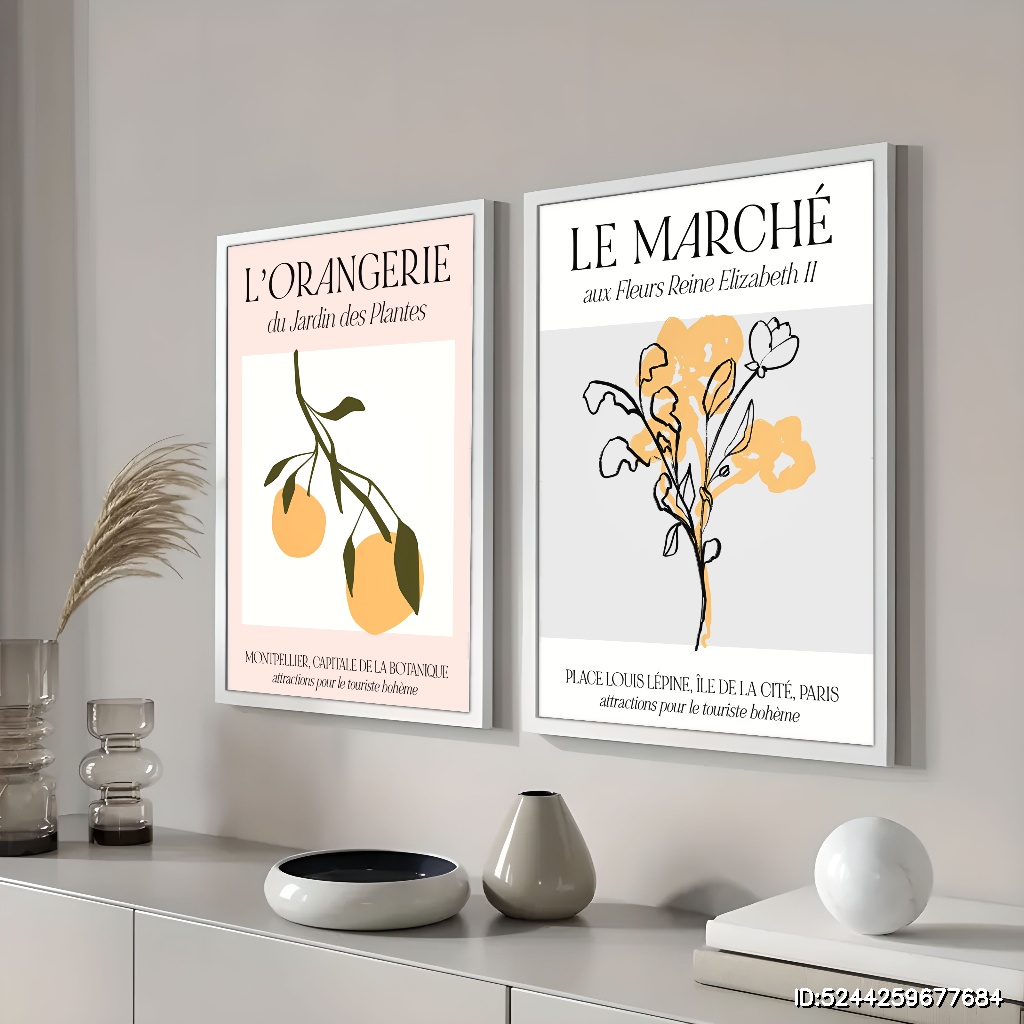 L'ORANGERIE
du Jardin des Plantes
MONTPELLIER, CAPITALE DE LA BOTANIQUE
attractions pour le touriste bohème
LE MARCHÉ
aux Fleurs Reine Elizabeth II
PLACE LOUIS LÉPINE, ÎLE DE LA CITÉ, PARIS
attractions pour le touriste bohème
ID:5244259677684